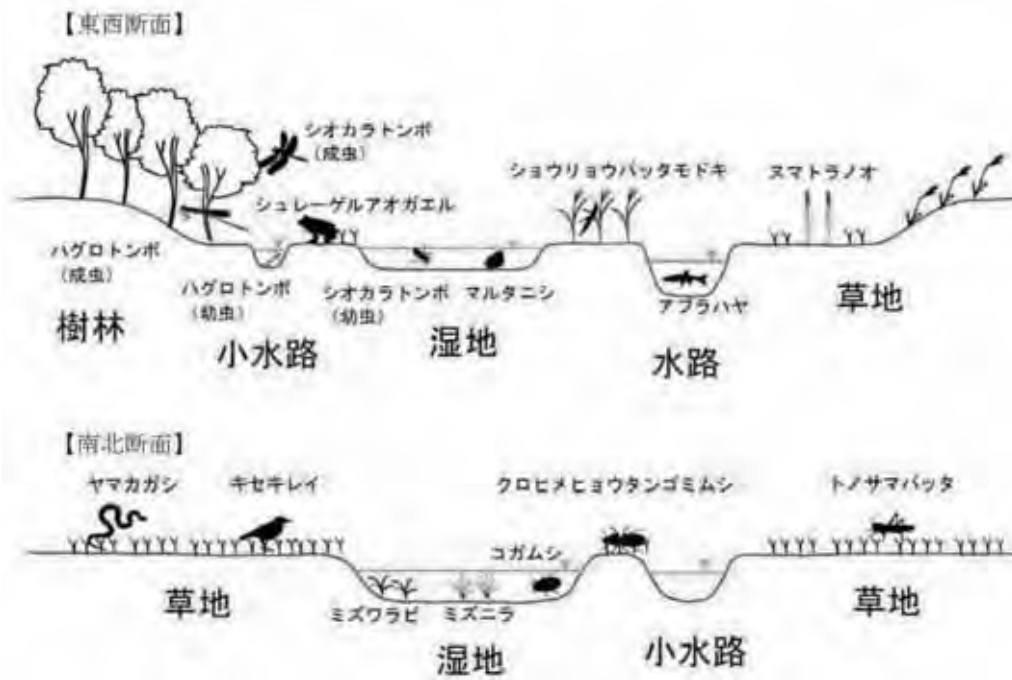 【東西断面】
シオカラトンボ
(成虫)
ショウリョウバッタモドキ
ヌマトラノオ
シュレーゲルアオガエル
ハグロトンボ
(成虫)
ハグロトンボ
(幼虫)
シオカラトンボ
(幼虫)
マルタニシ
アブラハヤ
樹林
小水路
湿地
水路
草地
【南北断面】
ヤマカガシ
キセキレイ
クロヒメヒョウタンゴミムシ
トノサマバッタ
コガムシ
ミズワラビ
ミズニラ
草地
湿地
小水路
草地